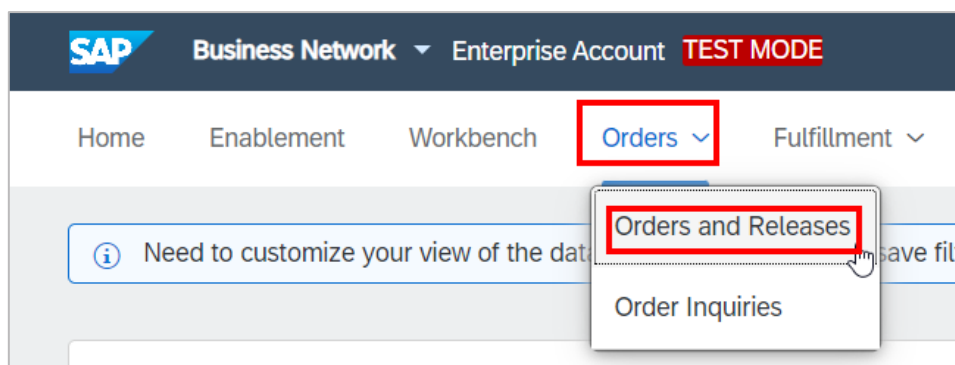 SAP Business Network Enterprise Account TEST MODE
Home Enablement Workbench Orders Fulfillment
Orders and Releases
Need to customize your view of the dat save fil
Order Inquiries